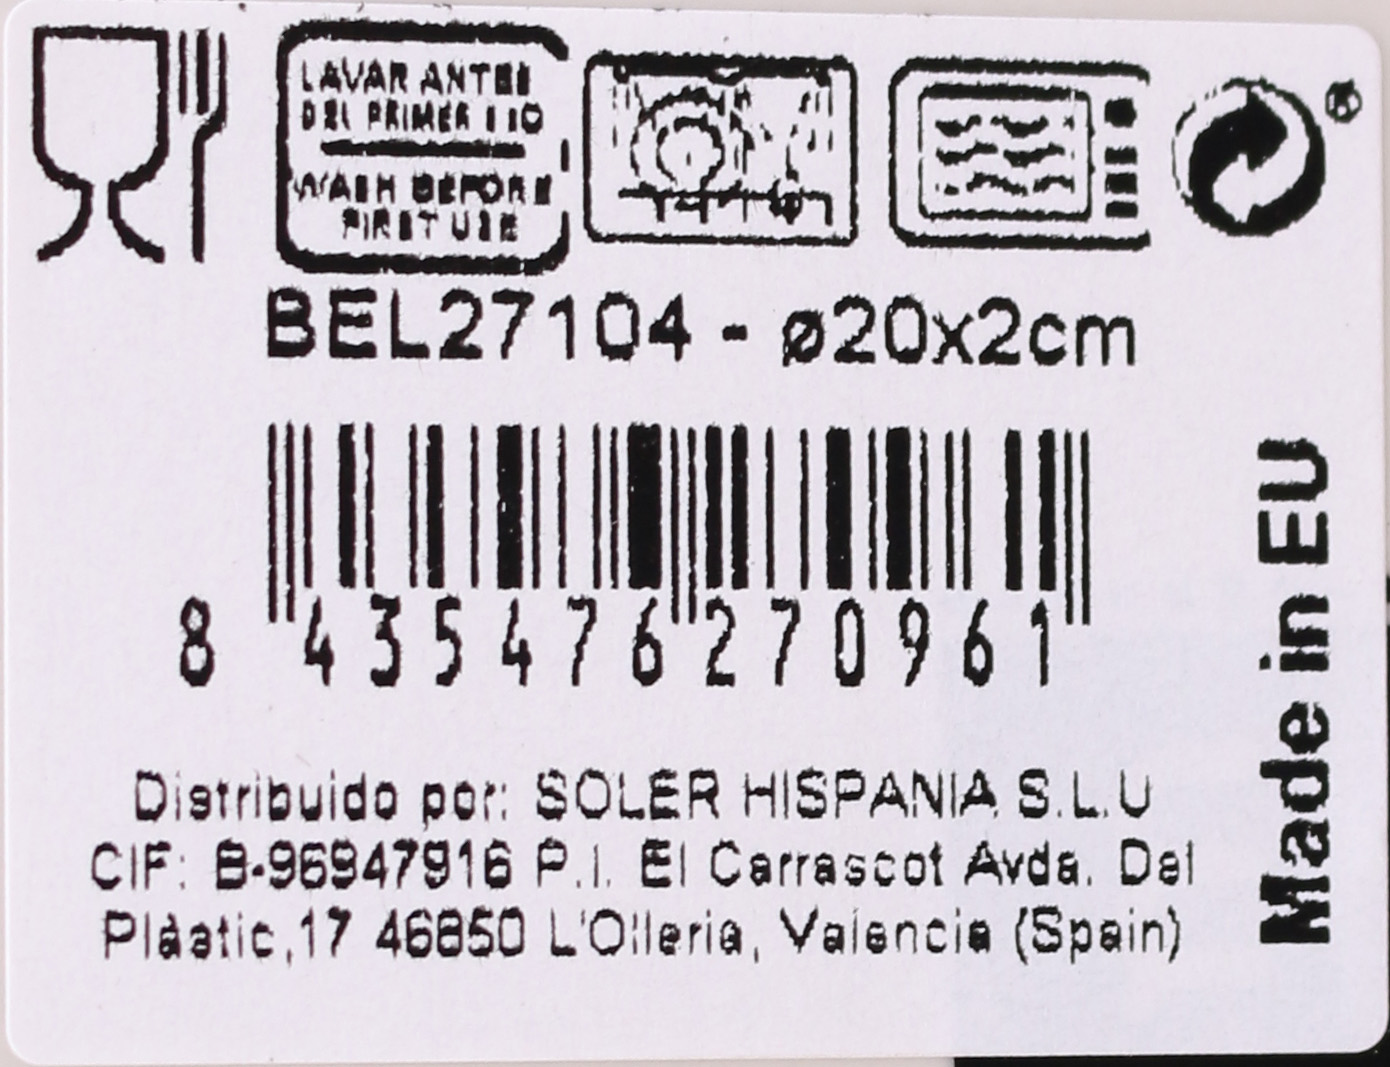 LAVAR ANTES
DEL PRIMER USO
WASH BEFORE
FIRST USE
®
BEL27104 - ø20x2cm
8 435476 270961
Made in EU
Distribuido por: SOLER HISPANIA S.L.U
CIF: B-96947916 P.I. El Carrascot Avda. Del
Plàstic,17 46850 L'Olleria, Valencia (Spain)